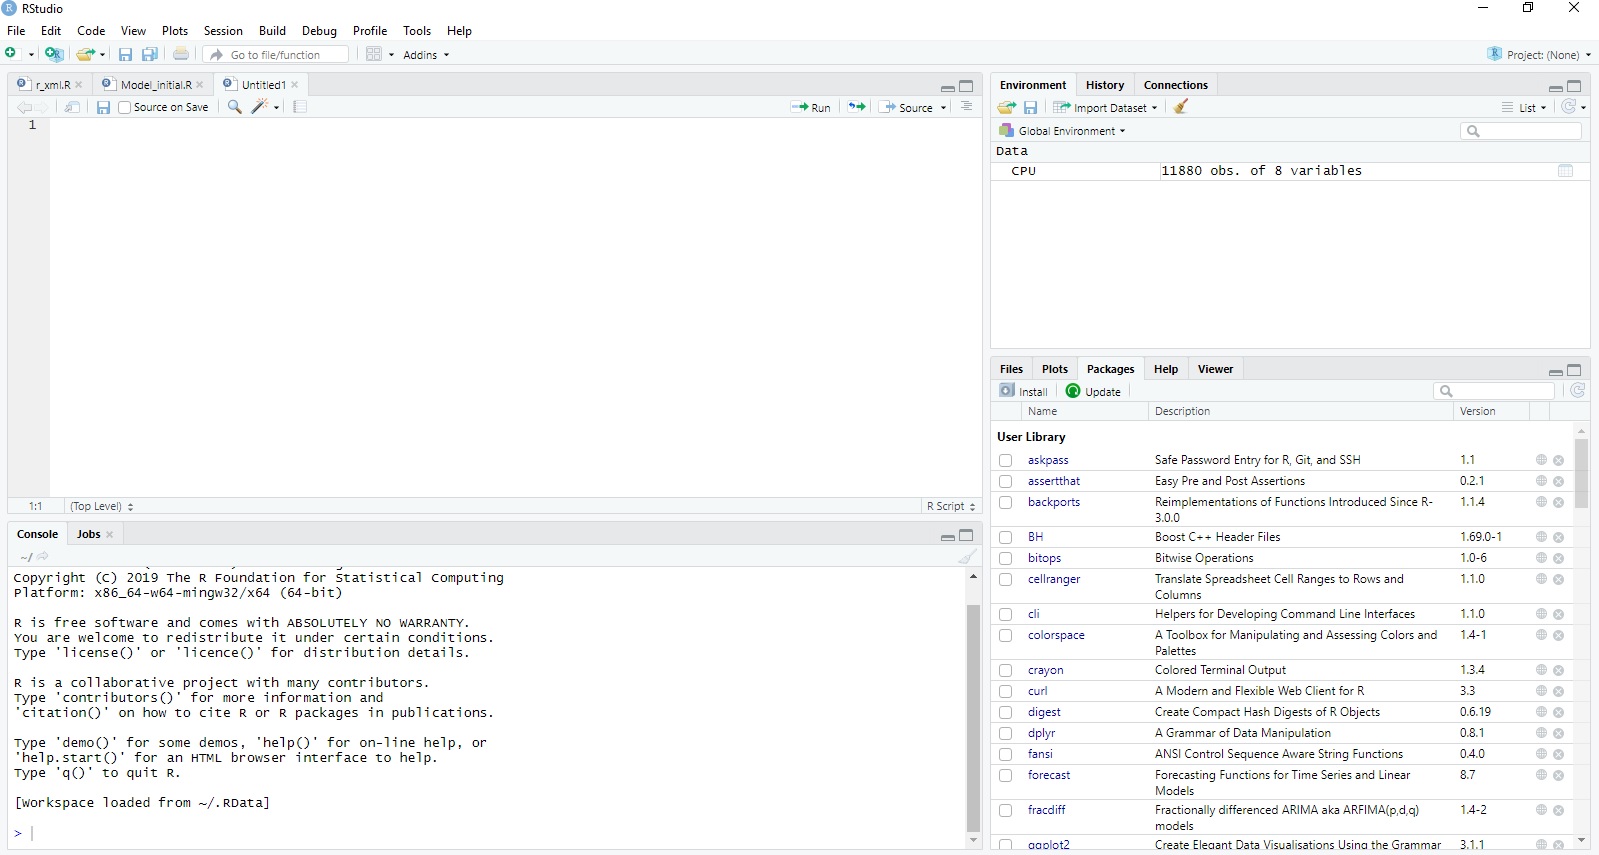 RStudio
File Edit Code View Plots Session Build Debug Profile Tools Help
Go to file/function Addins Project: (None)
r_xml.R Model_initial.R Untitled1
Source on Save Run Source
1
1:1 (Top Level) R Script
Console Jobs
~/
Copyright (C) 2019 The R Foundation for Statistical Computing
Platform: x86_64-w64-mingw32/x64 (64-bit)
R is free software and comes with ABSOLUTELY NO WARRANTY.
You are welcome to redistribute it under certain conditions.
Type 'license()' or 'licence()' for distribution details.
R is a collaborative project with many contributors.
Type 'contributors()' for more information and
'citation()' on how to cite R or R packages in publications.
Type 'demo()' for some demos, 'help()' for on-line help, or
'help.start()' for an HTML browser interface to help.
Type 'q()' to quit R.
[Workspace loaded from ~/.RData]
>
Environment History Connections
Import Dataset List
Global Environment
Data
CPU 11880 obs. of 8 variables
Files Plots Packages Help Viewer
Install Update
Name Description Version
User Library
askpass Safe Password Entry for R, Git, and SSH 1.1
assertthat Easy Pre and Post Assertions 0.2.1
backports Reimplementations of Functions Introduced Since R-
3.0.0 1.1.4
BH Boost C++ Header Files 1.69.0-1
bitops Bitwise Operations 1.0-6
cellranger Translate Spreadsheet Cell Ranges to Rows and
Columns 1.1.0
cli Helpers for Developing Command Line Interfaces 1.1.0
colorspace A Toolbox for Manipulating and Assessing Colors and
Palettes 1.4-1
crayon Colored Terminal Output 1.3.4
curl A Modern and Flexible Web Client for R 3.3
digest Create Compact Hash Digests of R Objects 0.6.19
dplyr A Grammar of Data Manipulation 0.8.1
fansi ANSI Control Sequence Aware String Functions 0.4.0
forecast Forecasting Functions for Time Series and Linear
Models 8.7
fracdiff Fractionally differenced ARIMA aka ARFIMA(p,d,q)
models 1.4-2
ggplot2 Create Elegant Data Visualisations Using the Grammar 3.1.1